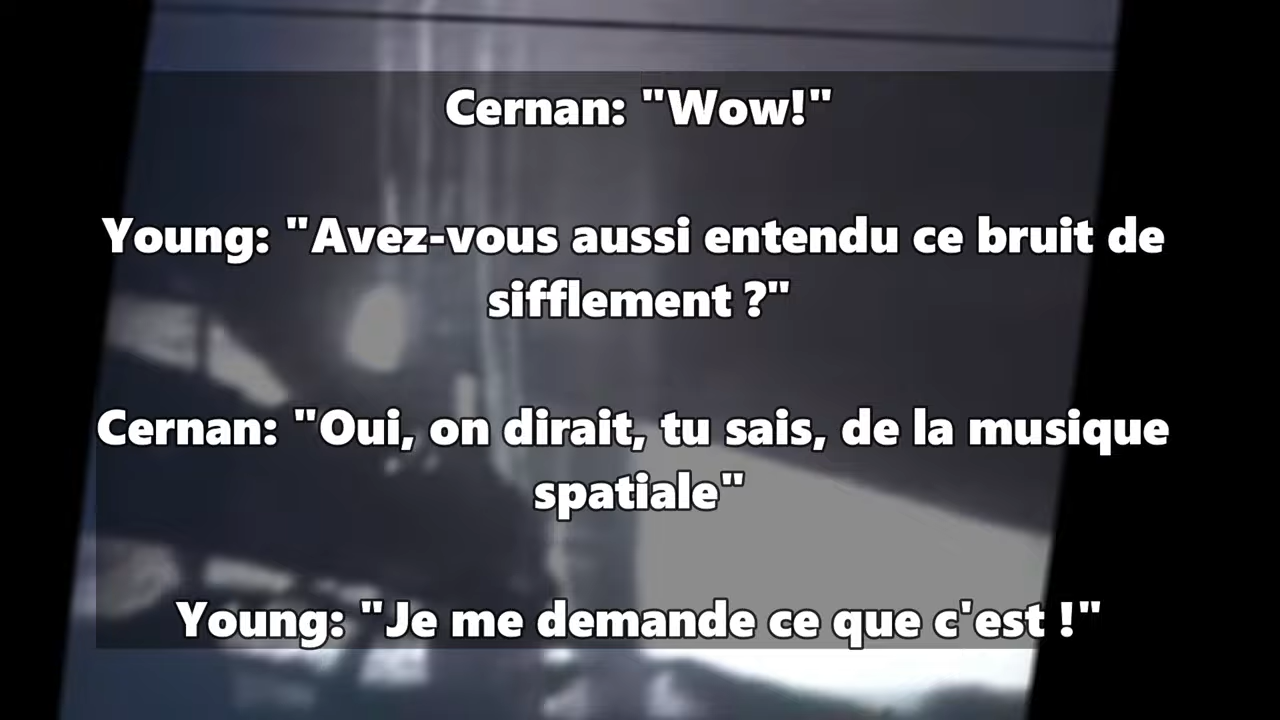 Cernan: "Wow!"
Young: "Avez-vous aussi entendu ce bruit de
sifflement ?"
Cernan: "Oui, on dirait, tu sais, de la musique
spatiale"
Young: "Je me demande ce que c'est !"